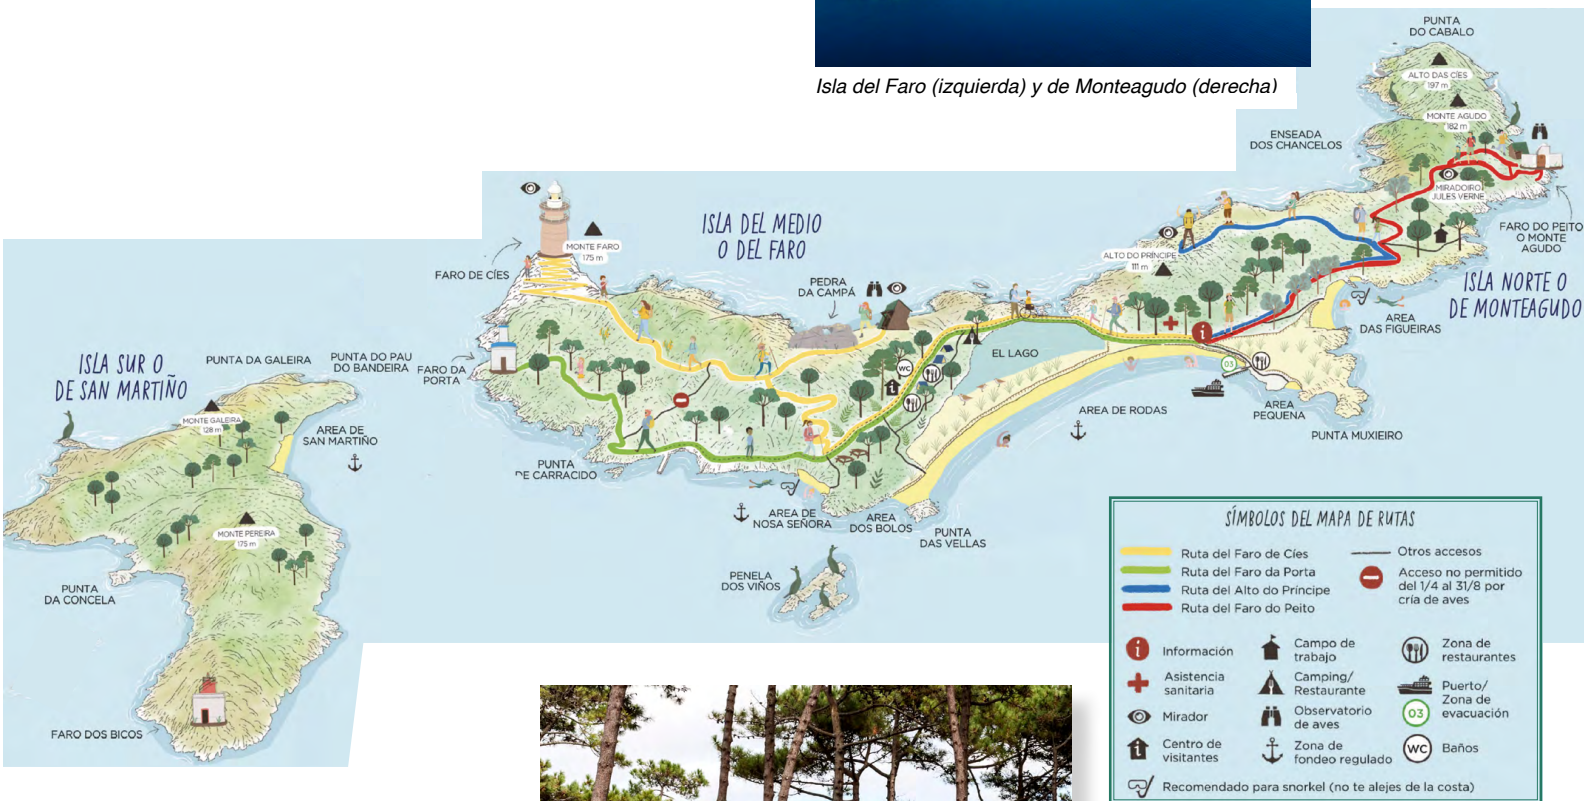 Isla del Faro (izquierda) y de Monteagudo (derecha)
PUNTA
DO CABALO
ALTO DAS CÍES
197 m
MONTE AGUDO
182 m
ENSEADA
DOS CHANCELOS
MIRADOIRO
JULES VERNE
FARO DO PEITO
O MONTE
AGUDO
ISLA NORTE O
DE MONTEAGUDO
ISLA DEL MEDIO
O DEL FARO
MONTE FARO
175 m
FARO DE CÍES
PEDRA
DA CAMPÁ
ALTO DO PRÍNCIPE
111 m
AREA
DAS FIGUEIRAS
ISLA SUR O
DE SAN MARTIÑO
PUNTA DA GALEIRA
PUNTA DO PAU
DO BANDEIRA
FARO DA
PORTA
EL LAGO
WC
i
i
03
AREA DE RODAS
AREA
PEQUENA
PUNTA MUXIEIRO
MONTE GALEIRA
128 m
AREA DE
SAN MARTIÑO
PUNTA
DE CARRACIDO
AREA DE
NOSA SEÑORA
AREA
DOS BOLOS
PUNTA
DAS VELLAS
MONTE PEREIRA
175 m
PUNTA
DA CONCELA
PENELA
DOS VIÑOS
FARO DOS BICOS
SÍMBOLOS DEL MAPA DE RUTAS
Ruta del Faro de Cíes
Ruta del Faro da Porta
Ruta del Alto do Príncipe
Ruta del Faro do Peito
Otros accesos
Acceso no permitido
del 1/4 al 31/8 por
cría de aves
i Información
Asistencia
sanitaria
Mirador
i Centro de
visitantes
Campo de
trabajo
Camping/
Restaurante
Observatorio
de aves
Zona de
fondeo regulado
Zona de
restaurantes
Puerto/
Zona de
evacuación
03
WC Baños
Recomendado para snorkel (no te alejes de la costa)